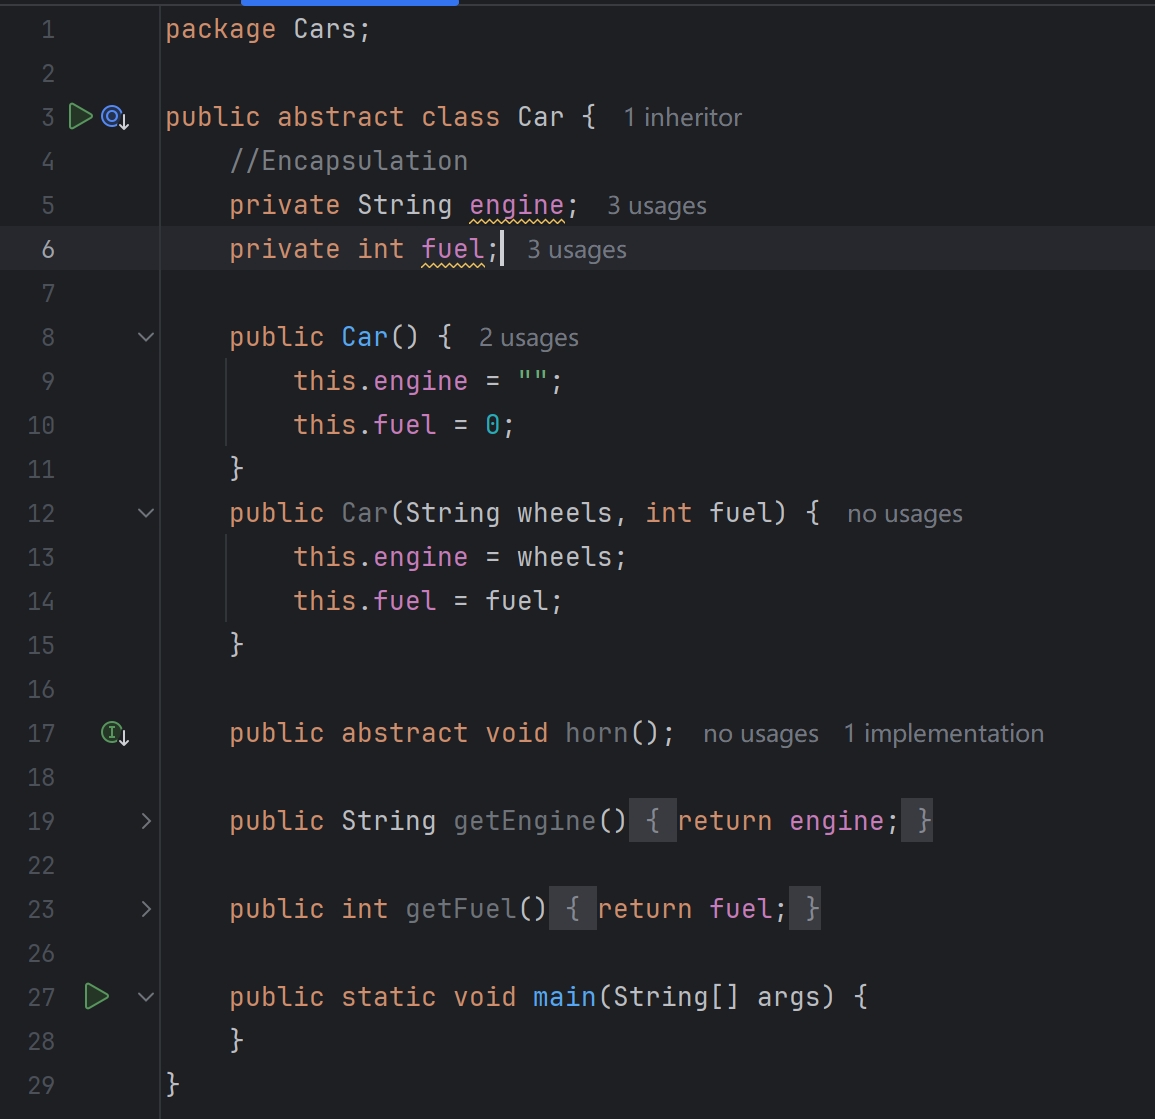 1 package Cars;
2
3 public abstract class Car { 1 inheritor
4 //Encapsulation
5 private String engine; 3 usages
6 private int fuel; 3 usages
7
8 public Car() { 2 usages
9 this.engine = "";
10 this.fuel = 0;
11 }
12 public Car(String wheels, int fuel) { no usages
13 this.engine = wheels;
14 this.fuel = fuel;
15 }
16
17 public abstract void horn(); no usages 1 implementation
18
19 public String getEngine() { return engine; }
22
23 public int getFuel() { return fuel; }
26
27 public static void main(String[] args) {
28 }
29 }